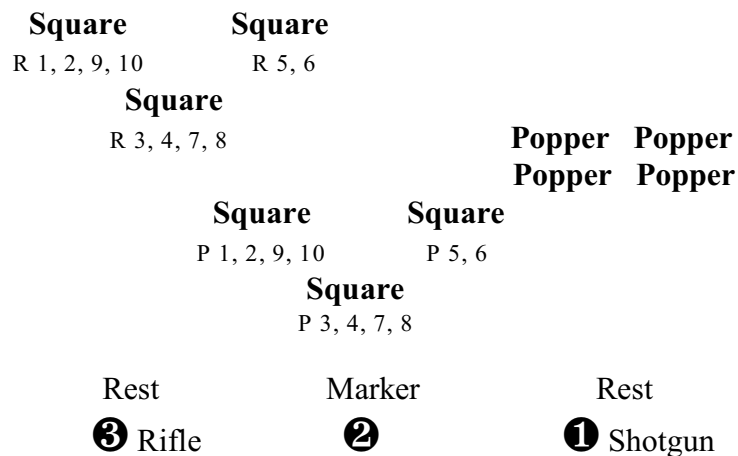 Square Square
R 1, 2, 9, 10 R 5, 6
Square
R 3, 4, 7, 8 Popper Popper
Popper Popper
Square Square
P 1, 2, 9, 10 P 5, 6
Square
P 3, 4, 7, 8
Rest Marker Rest
❸ Rifle ❷ ❶ Shotgun